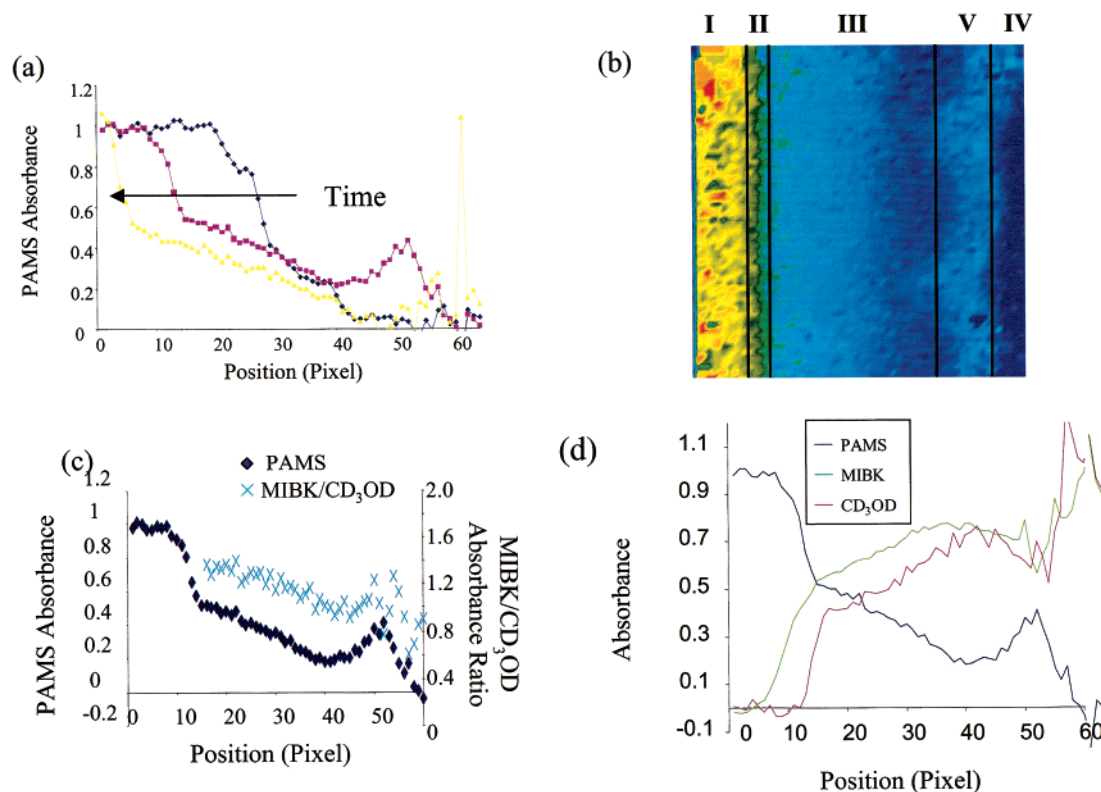 (a)
PAMS Absorbance
1.2
1
0.8
0.6
0.4
0.2
0
Time
0 10 20 30 40 50 60
Position (Pixel)
(b)
I II III V IV
(c)
PAMS Absorbance
1.2
1
0.8
0.6
0.4
0.2
0
-0.2
PAMS
MIBK/CD₃OD
2.0
1.6
1.2
0.8
0.4
0
MIBK/CD₃OD
Absorbance Ratio
0 10 20 30 40 50
Position (Pixel)
(d)
Absorbance
1.1
0.9
0.7
0.5
0.3
0.1
-0.1
PAMS
MIBK
CD₃OD
0 10 20 30 40 50 60
Position (Pixel)